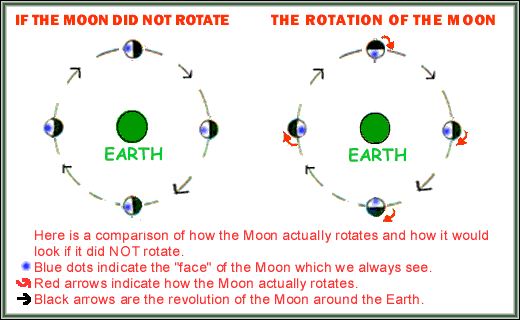 IF THE MOON DID NOT ROTATE
THE ROTATION OF THE MOON
EARTH
EARTH
Here is a comparison of how the Moon actually rotates and how it would
look if it did NOT rotate.
Blue dots indicate the "face" of the Moon which we always see.
Red arrows indicate how the Moon actually rotates.
Black arrows are the revolution of the Moon around the Earth.